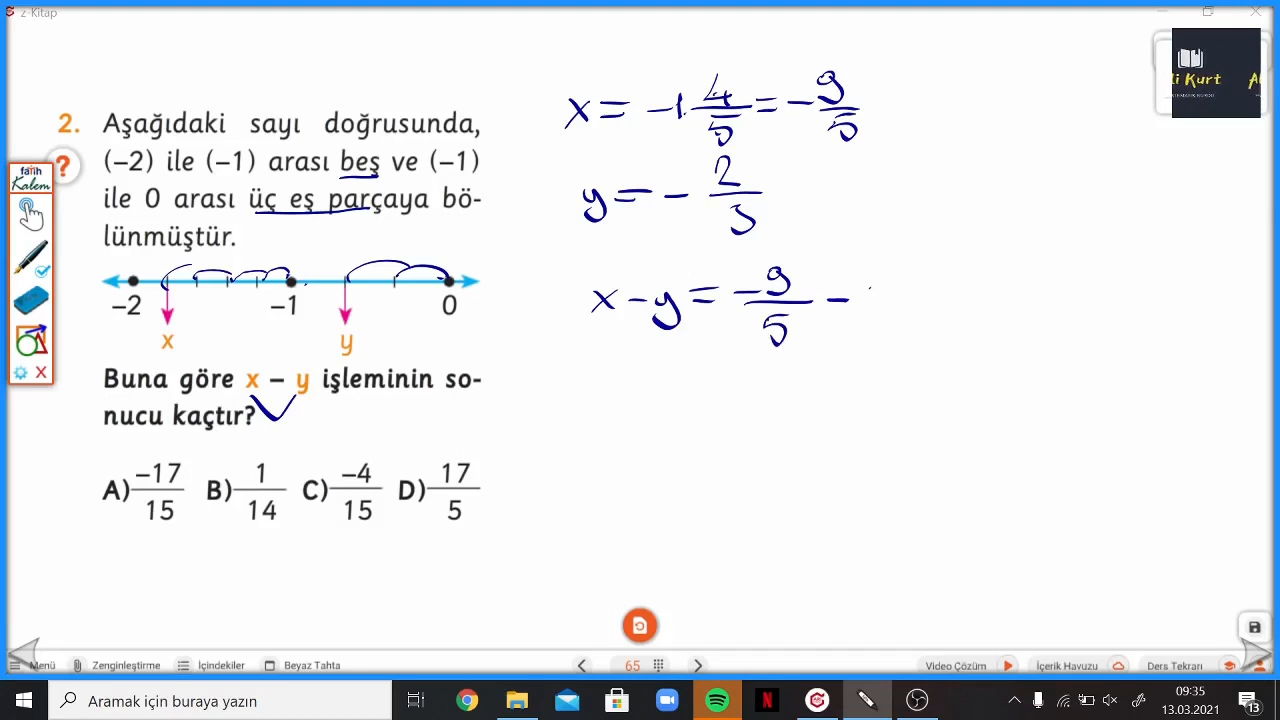 z-Kitap
li Kurt
2. Aşağıdaki sayı doğrusunda,
(–2) ile (–1) arası beş ve (–1)
ile 0 arası üç eş parçaya bö-
lünmüştür.
–2 –1 0
x y
Buna göre x – y işleminin so-
nucu kaçtır?
A) –17/15 B) 1/14 C) –4/15 D) 17/5
x = -1 4/5 = - 9/5
y = - 2/3
x - y = -9/5 -
fatih
Kalem
Menü Zenginleştirme İçindekiler Beyaz Tahta 65 Video Çözüm İçerik Havuzu Ders Tekrarı
Aramak için buraya yazın
09:35
13.03.2021
13